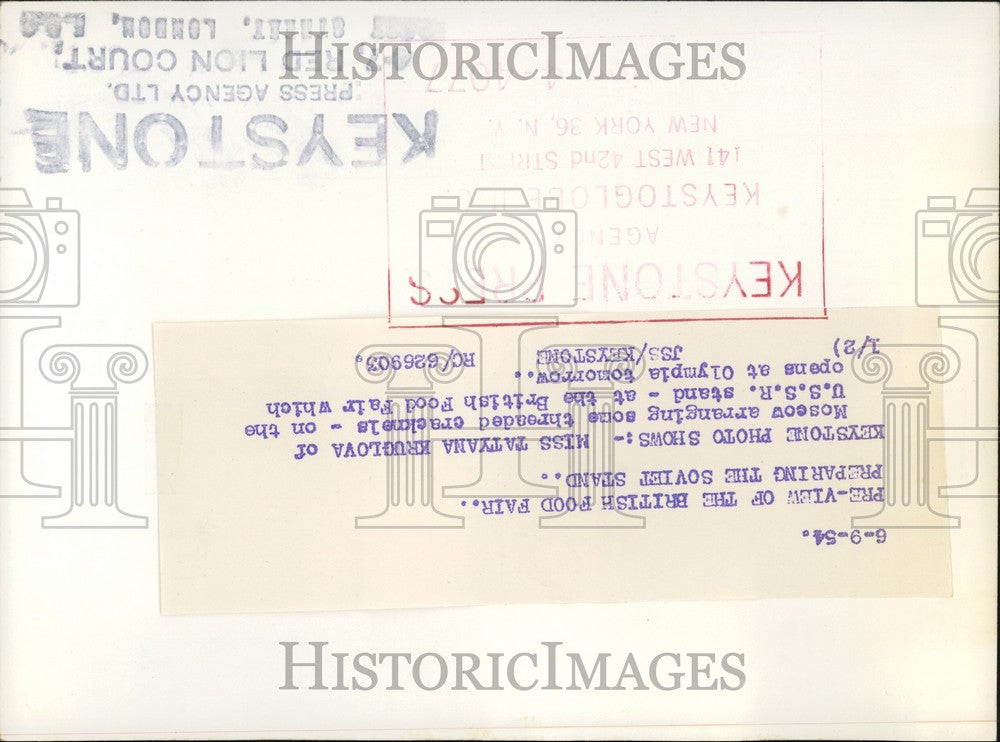 6-9-54.
PRE-VIEW OF THE BRITISH FOOD FAIR..
PREPARING THE SOVIET STAND..
KEYSTONE PHOTO SHOWS:- MISS TATYANA KRUGLOVA of
Moscow arranging some threaded cracknels - on the
U.S.S.R. stand - at the British Food Fair which
opens at Olympia tomorrow..
1/2) JSS/KEYSTONE RC/626903.
KEYSTONE PRESS
AGENCY
KEYSTOGLOBE
141 WEST 42nd STREET
NEW YORK 36, N. Y.
KEYSTONE
PRESS AGENCY LTD.
RED LION COURT,
STREET, LONDON,
HISTORICIMAGES
HISTORICIMAGES